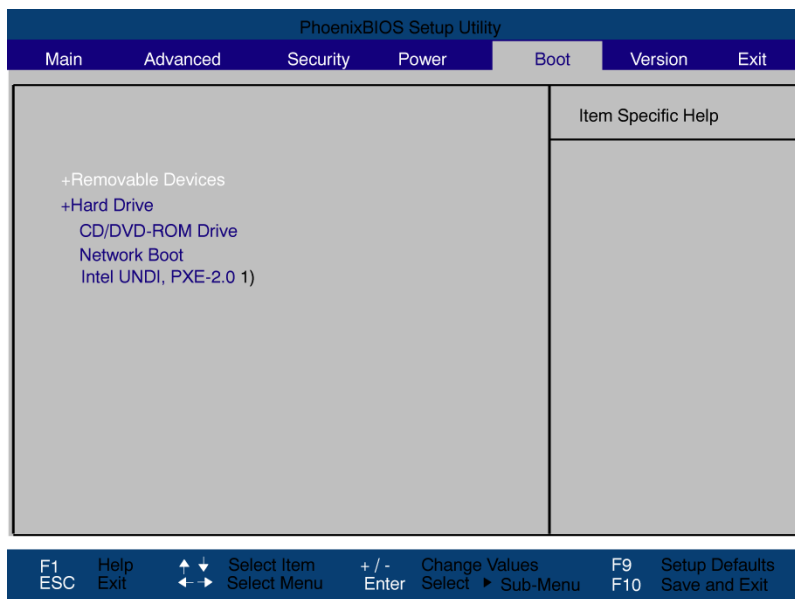 PhoenixBIOS Setup Utility
Main Advanced Security Power Boot Version Exit
Item Specific Help
+Removable Devices
+Hard Drive
CD/DVD-ROM Drive
Network Boot
Intel UNDI, PXE-2.0 1)
F1 Help ↑ ↓ Select Item + / - Change Values F9 Setup Defaults
ESC Exit ← → Select Menu Enter Select ▶ Sub-Menu F10 Save and Exit